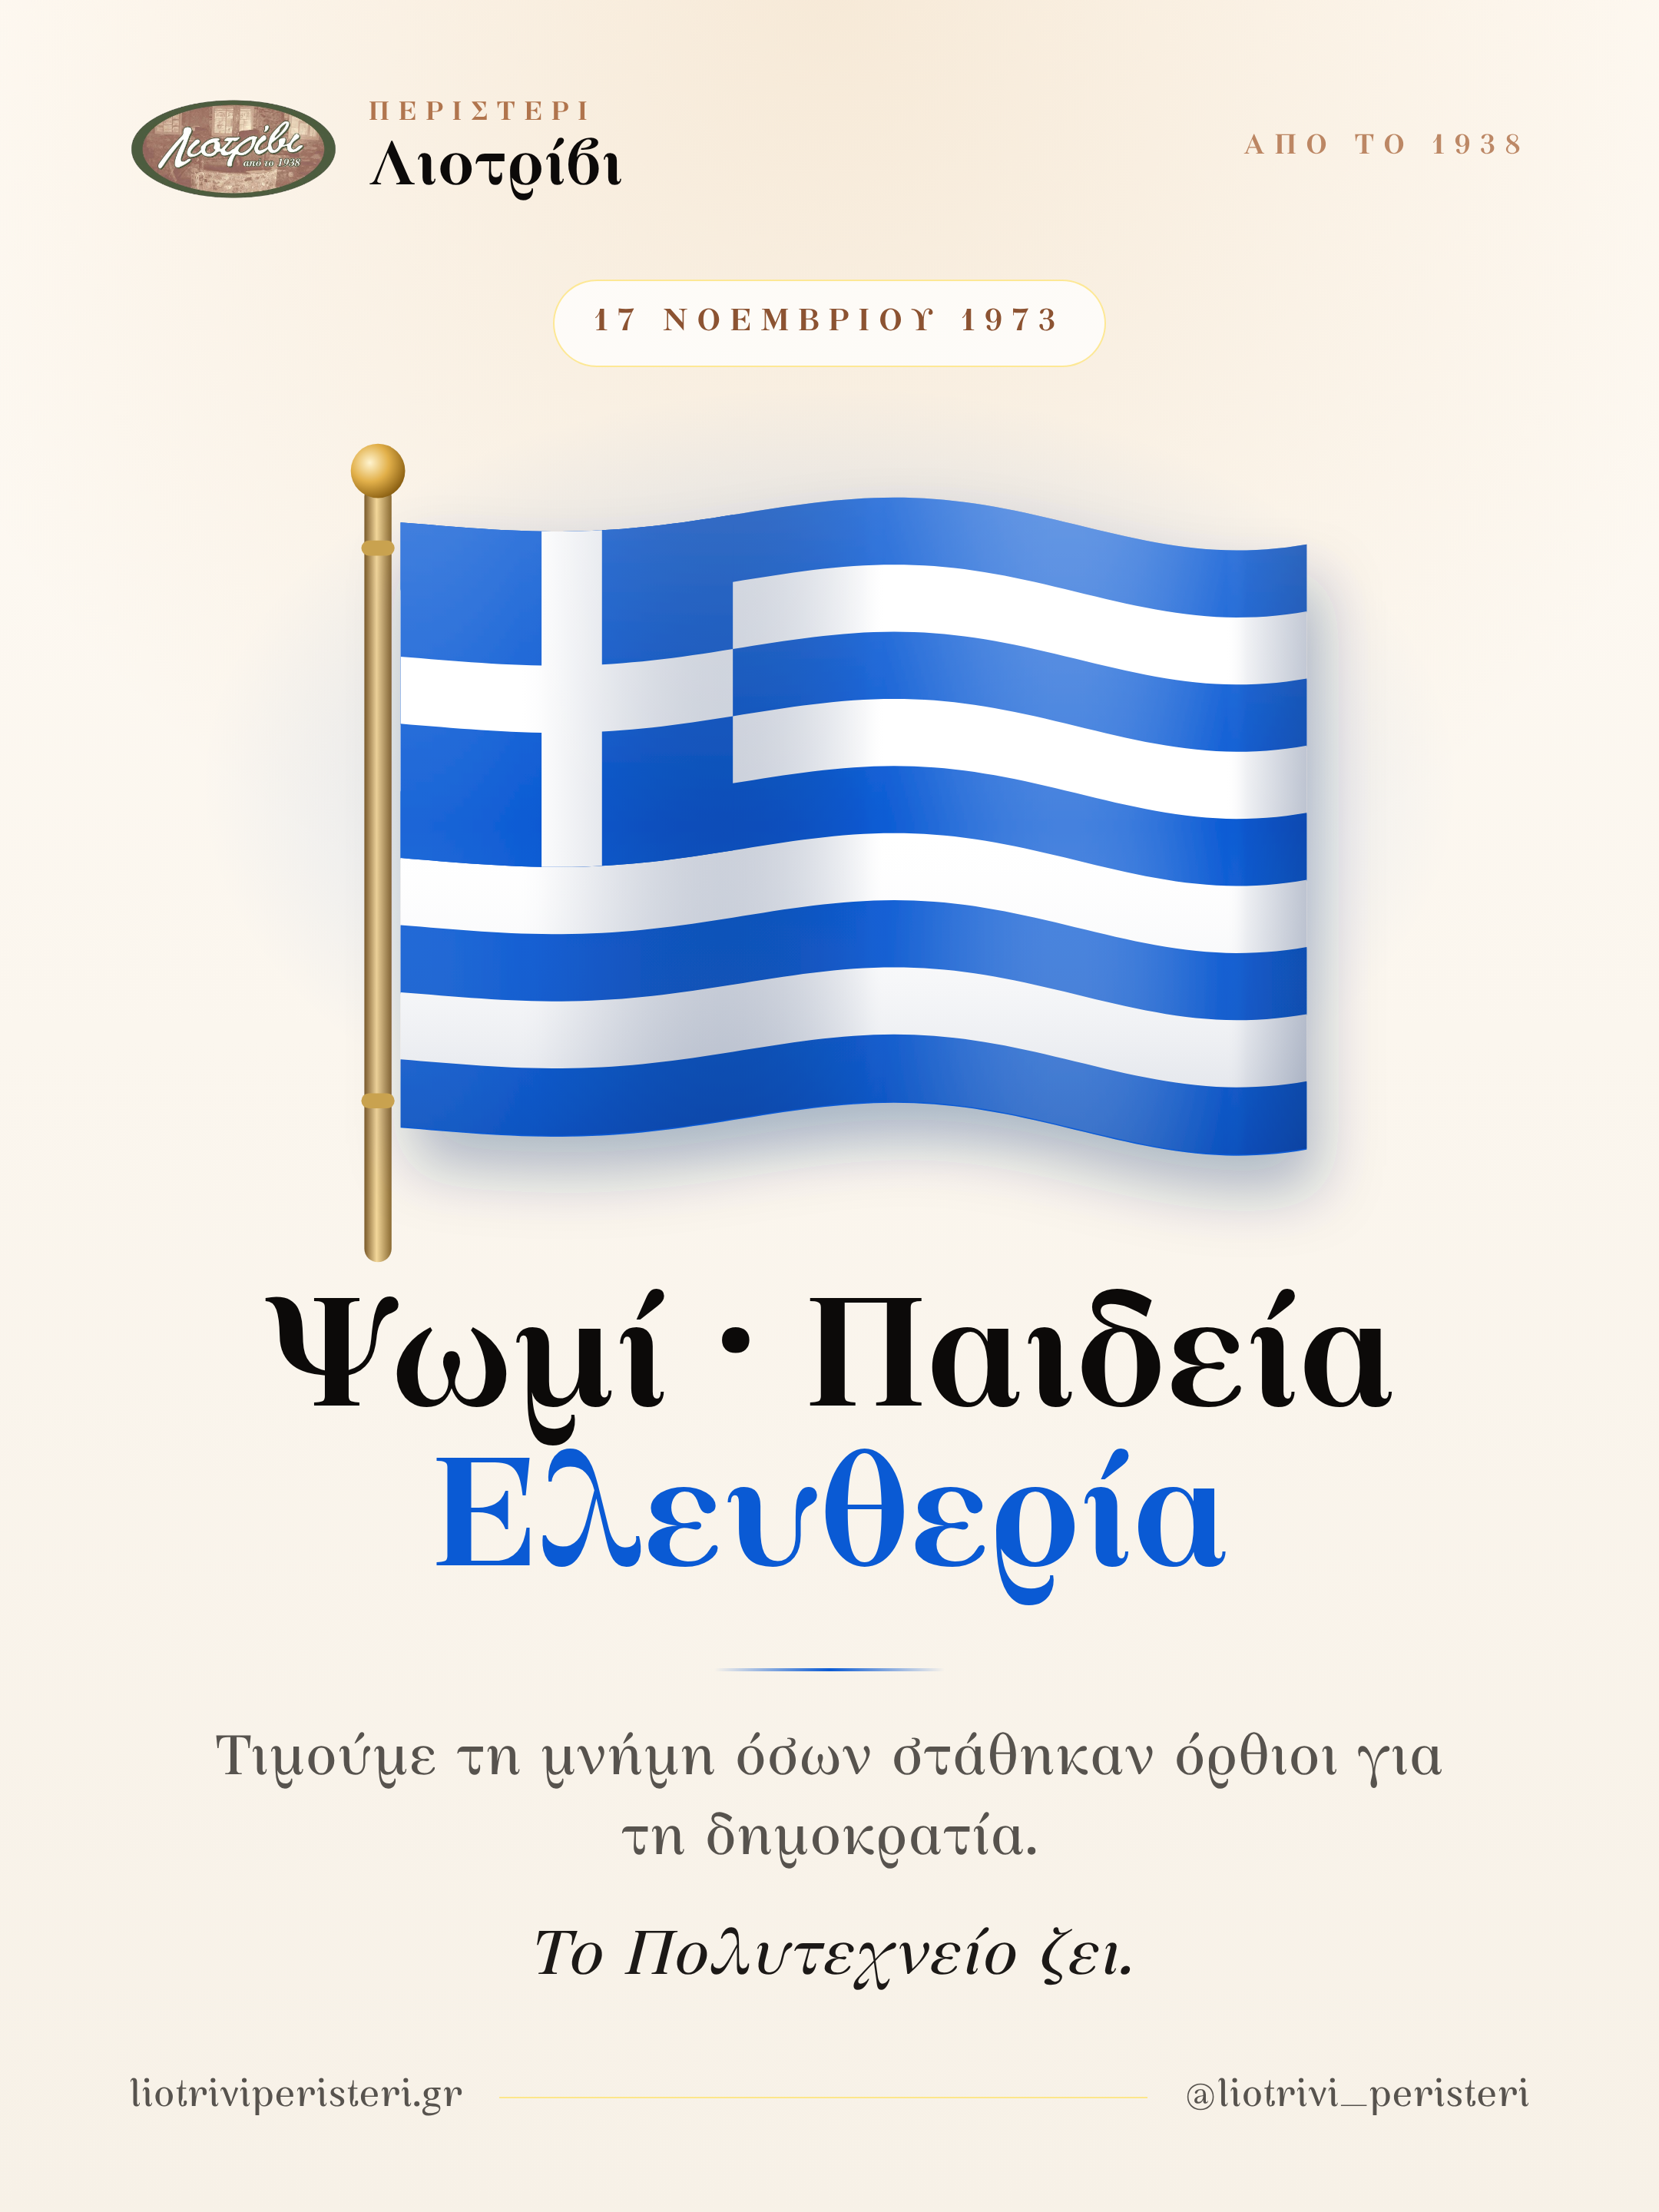 Λιοτρίβι
από το 1938
ΠΕΡΙΣΤΕΡΙ
Λιοτρίβι
ΑΠΟ ΤΟ 1938
17 ΝΟΕΜΒΡΙΟΥ 1973
Ψωμί · Παιδεία
Ελευθερία
Τιμούμε τη μνήμη όσων στάθηκαν όρθιοι για
τη δημοκρατία.
Το Πολυτεχνείο ζει.
liotriviperisteri.gr
@liotrivi_peristeri